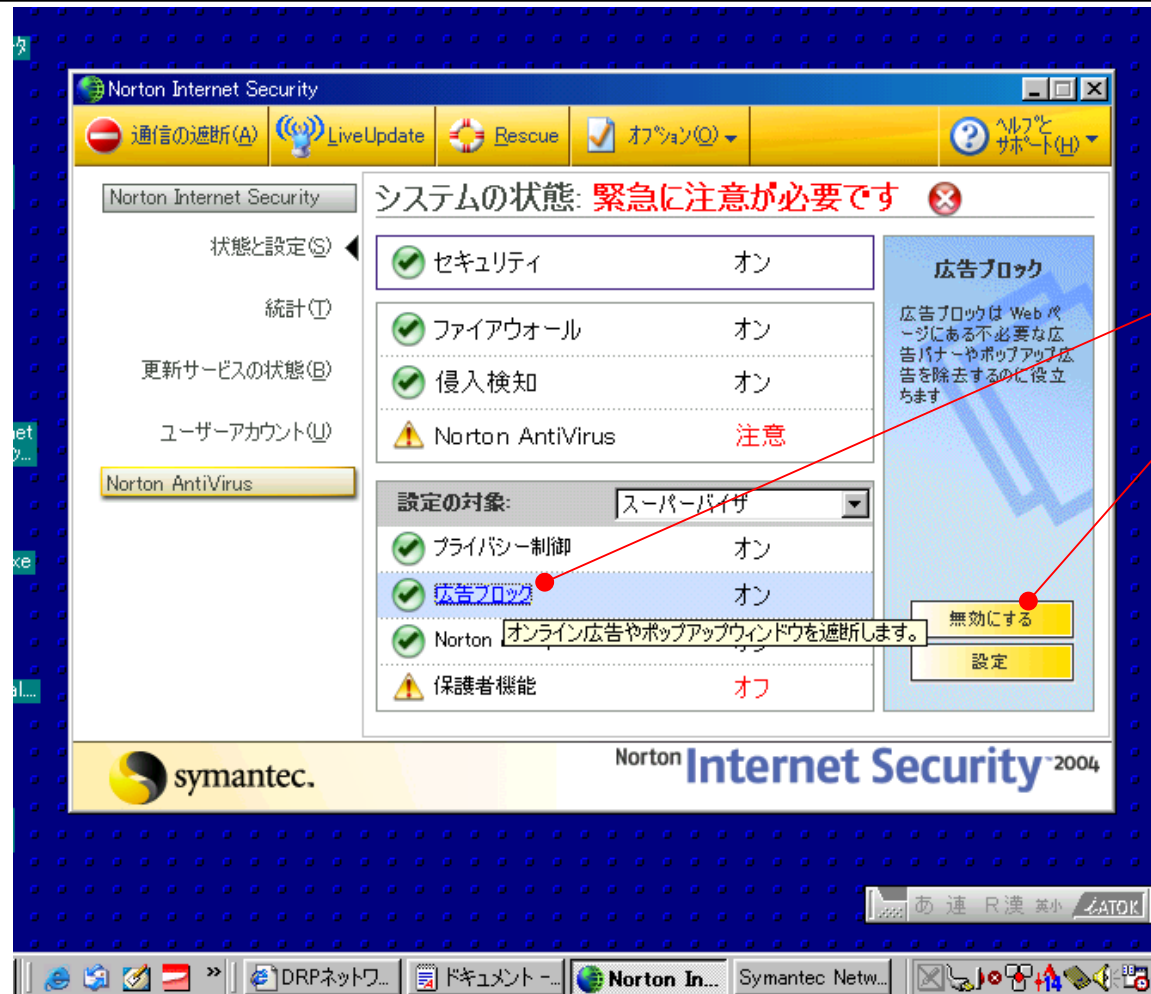 タ
Norton Internet Security
通信の遮断(A)
LiveUpdate
Rescue
オプション(O)
ヘルプと
サポート(H)
Norton Internet Security
システムの状態: 緊急に注意が必要です
状態と設定(S)
統計(T)
更新サービスの状態(B)
ユーザーアカウント(U)
Norton AntiVirus
セキュリティ オン
ファイアウォール オン
侵入検知 オン
Norton AntiVirus 注意
設定の対象: スーパーバイザ
プライバシー制御 オン
広告ブロック オン
オンライン広告やポップアップウィンドウを遮断します。
Norton
保護者機能 オフ
広告ブロック
広告ブロックは Web ペ
ージにある不必要な広
告バナーやポップアップ広
告を除去するのに役立
ちます
無効にする
設定
net
ク...
xe
al....
symantec.
Norton Internet Security 2004
あ 連 R漢 英小 ATOK
DRPネットワ...
ドキュメント -...
Norton In...
Symantec Netw...
14